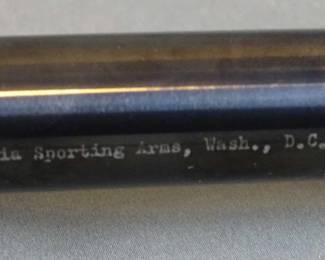 ia Sporting Arms, Wash., D.C.